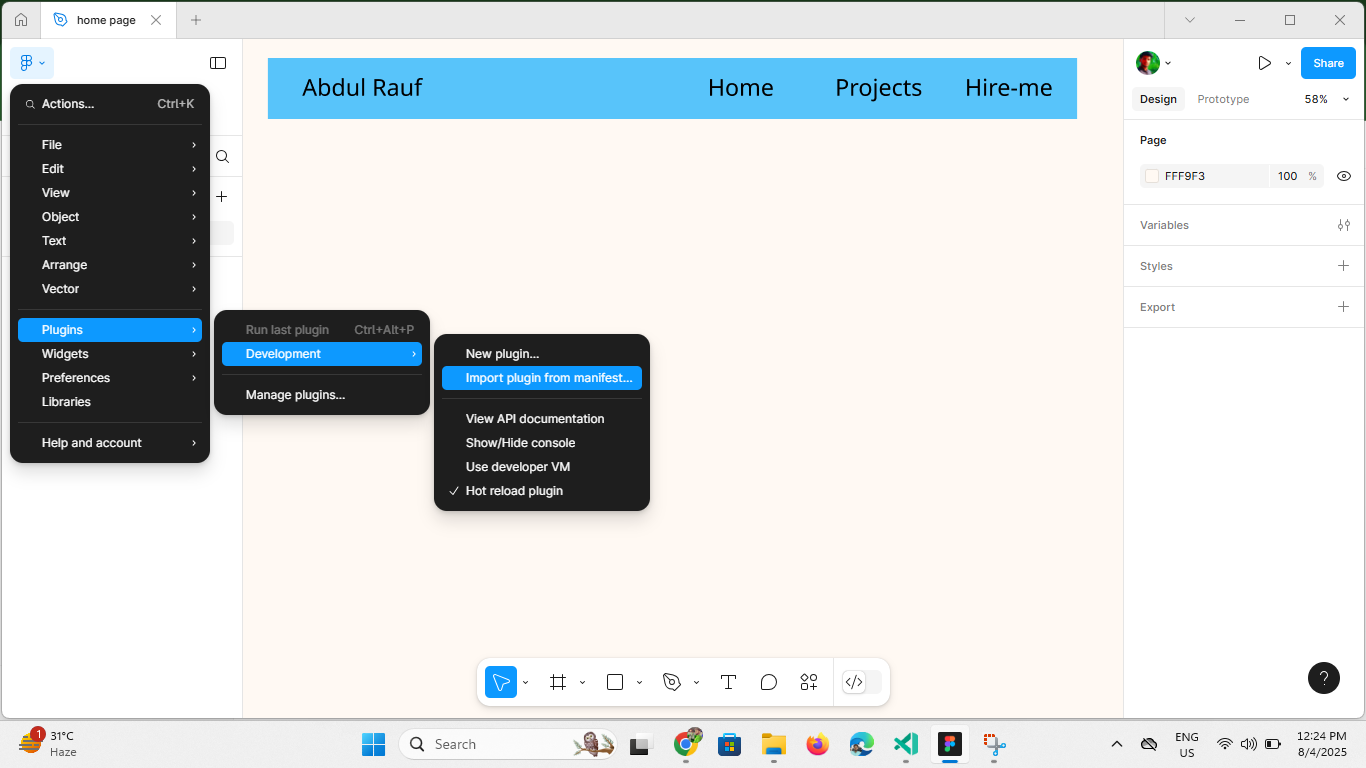 home page
Actions... Ctrl+K
File
Edit
View
Object
Text
Arrange
Vector
Plugins
Widgets
Preferences
Libraries
Help and account
Run last plugin Ctrl+Alt+P
Development
Manage plugins...
New plugin...
Import plugin from manifest...
View API documentation
Show/Hide console
Use developer VM
Hot reload plugin
Abdul Rauf Home Projects Hire-me
Share
Design Prototype 58%
Page
FFF9F3 100 %
Variables
Styles
Export
?
1
31°C
Haze
Search
ENG
US
12:24 PM
8/4/2025